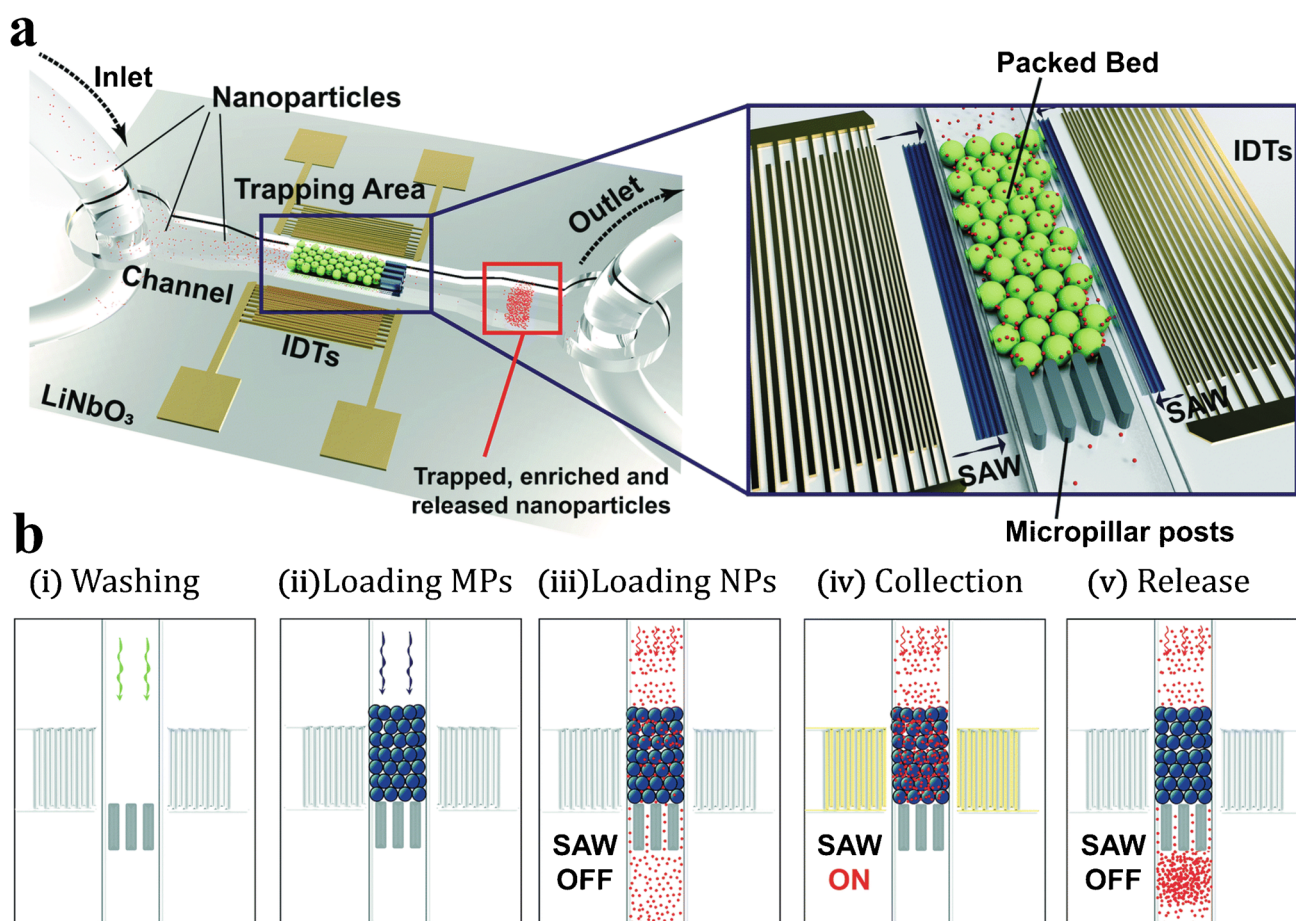 a
Inlet
Nanoparticles
Trapping Area
Outlet
Channel
IDTs
LiNbO₃
Trapped, enriched and
released nanoparticles
Packed Bed
IDTs
SAW
SAW
Micropillar posts
b
(i) Washing
(ii)Loading MPs
(iii)Loading NPs
(iv) Collection
(v) Release
SAW
OFF
SAW
ON
SAW
OFF